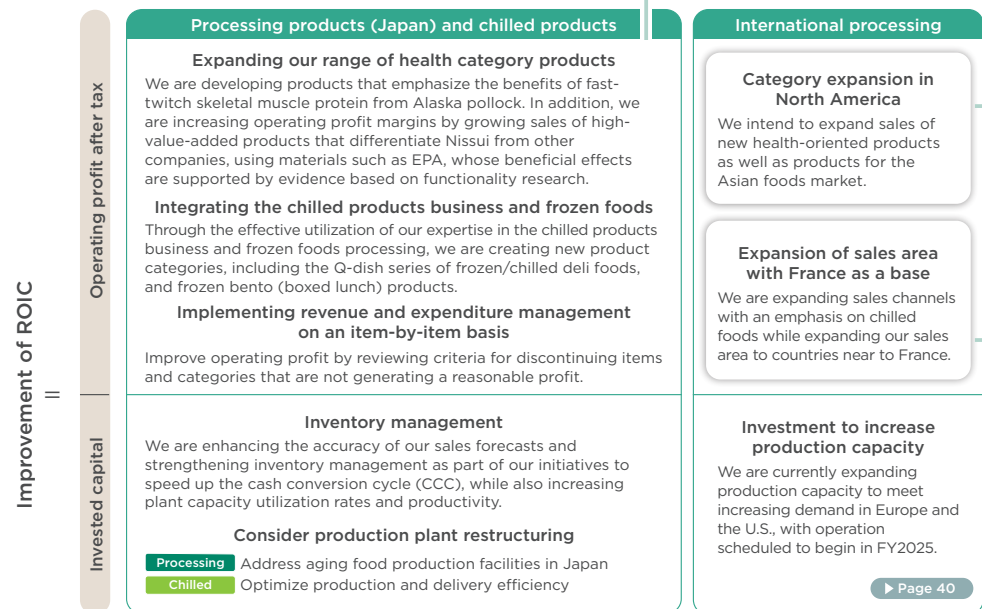 Improvement of ROIC
=
Operating profit after tax
Invested capital
Processing products (Japan) and chilled products
Expanding our range of health category products
We are developing products that emphasize the benefits of fast-
twitch skeletal muscle protein from Alaska pollock. In addition, we
are increasing operating profit margins by growing sales of high-
value-added products that differentiate Nissui from other
companies, using materials such as EPA, whose beneficial effects
are supported by evidence based on functionality research.
Integrating the chilled products business and frozen foods
Through the effective utilization of our expertise in the chilled products
business and frozen foods processing, we are creating new product
categories, including the Q-dish series of frozen/chilled deli foods,
and frozen bento (boxed lunch) products.
Implementing revenue and expenditure management
on an item-by-item basis
Improve operating profit by reviewing criteria for discontinuing items
and categories that are not generating a reasonable profit.
Inventory management
We are enhancing the accuracy of our sales forecasts and
strengthening inventory management as part of our initiatives to
speed up the cash conversion cycle (CCC), while also increasing
plant capacity utilization rates and productivity.
Consider production plant restructuring
Processing Address aging food production facilities in Japan
Chilled Optimize production and delivery efficiency
International processing
Category expansion in
North America
We intend to expand sales of
new health-oriented products
as well as products for the
Asian foods market.
Expansion of sales area
with France as a base
We are expanding sales channels
with an emphasis on chilled
foods while expanding our sales
area to countries near to France.
Investment to increase
production capacity
We are currently expanding
production capacity to meet
increasing demand in Europe and
the U.S., with operation
scheduled to begin in FY2025.
▶ Page 40